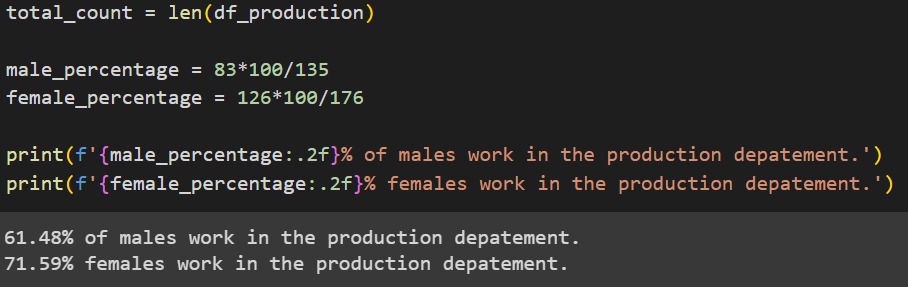 total_count = len(df_production)
male_percentage = 83*100/135
female_percentage = 126*100/176
print(f'{male_percentage:.2f}% of males work in the production depatement.')
print(f'{female_percentage:.2f}% females work in the production depatement.')
61.48% of males work in the production depatement.
71.59% females work in the production depatement.